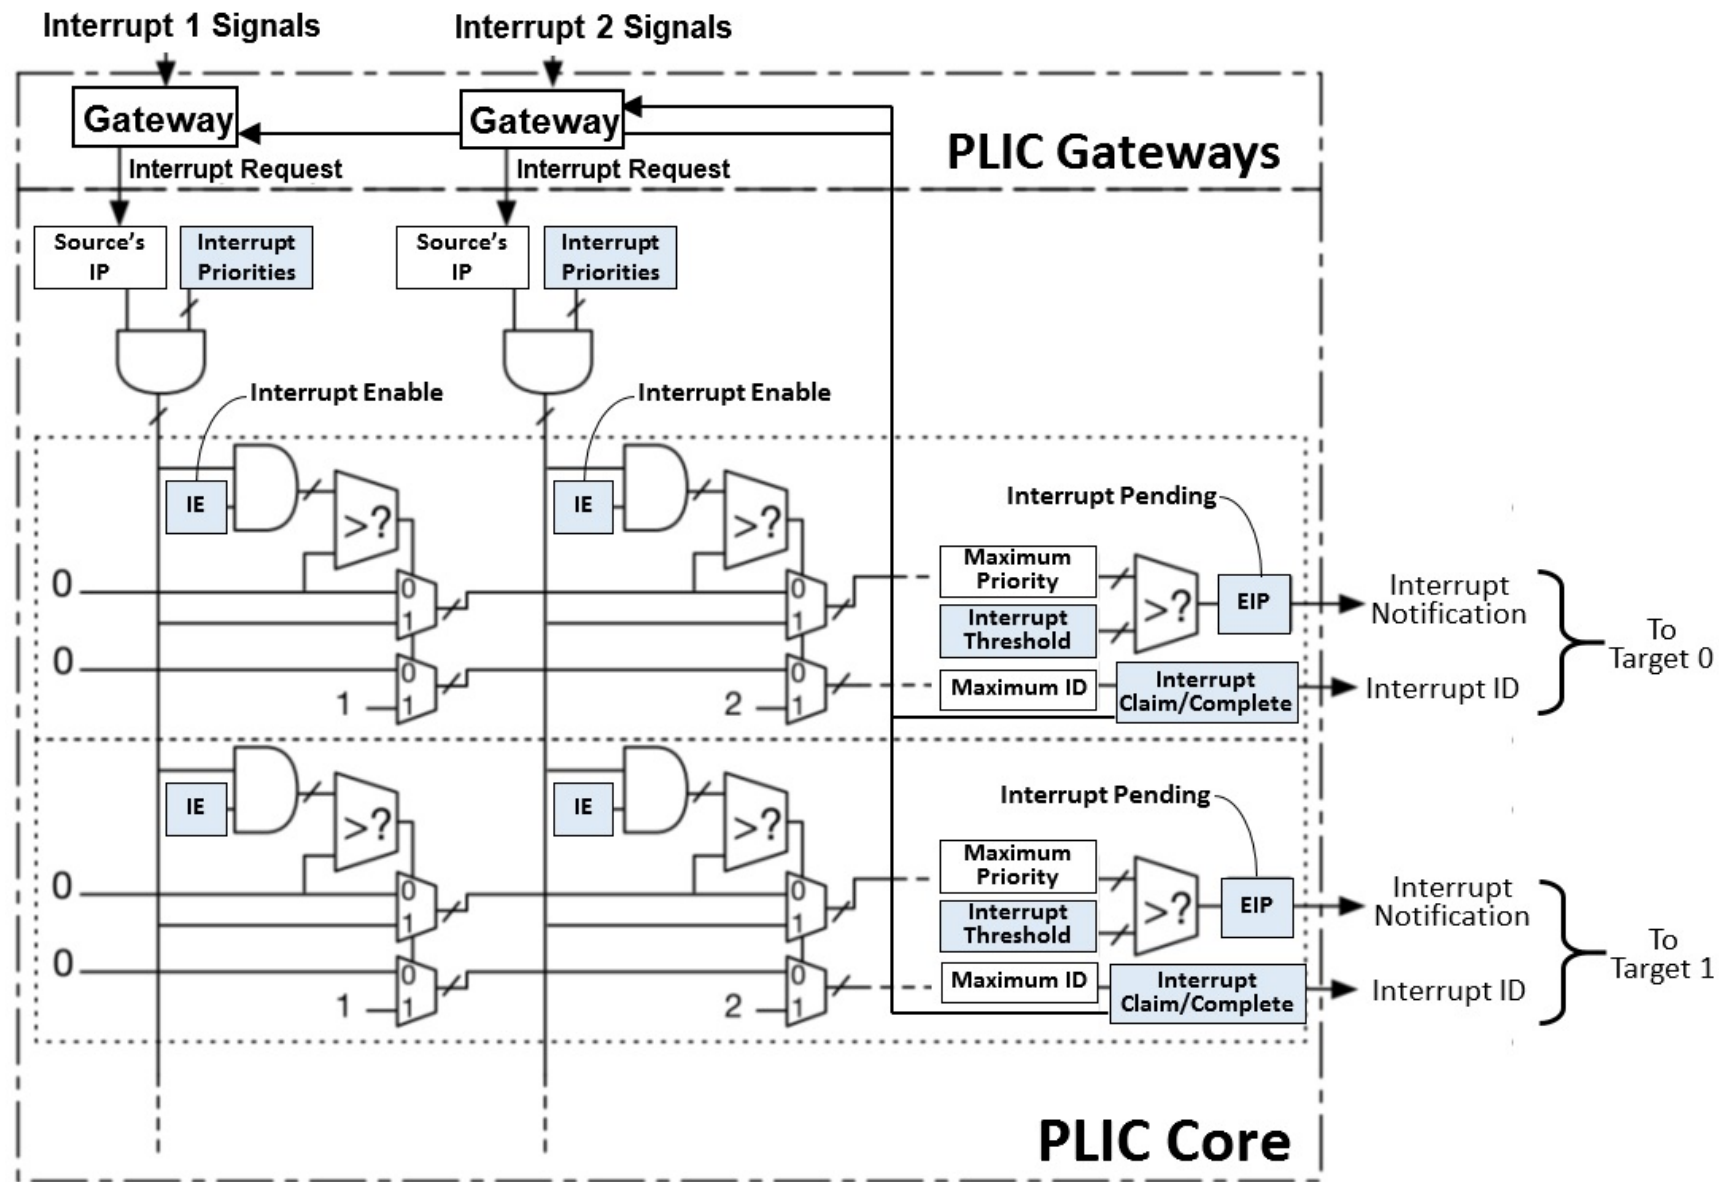 Interrupt 1 Signals
Interrupt 2 Signals
Gateway
Gateway
PLIC Gateways
Interrupt Request
Interrupt Request
Source's
IP
Interrupt
Priorities
Source's
IP
Interrupt
Priorities
Interrupt Enable
Interrupt Enable
IE
>?
IE
>?
Interrupt Pending
0
0
1
0
1
Maximum
Priority
Interrupt
Threshold
>?
EIP
Interrupt
Notification
0
0
1
1
2
0
1
Maximum ID
Interrupt
Claim/Complete
Interrupt ID
To
Target 0
IE
>?
IE
>?
Interrupt Pending
0
0
1
0
1
Maximum
Priority
Interrupt
Threshold
>?
EIP
Interrupt
Notification
0
0
1
1
2
0
1
Maximum ID
Interrupt
Claim/Complete
Interrupt ID
To
Target 1
PLIC Core